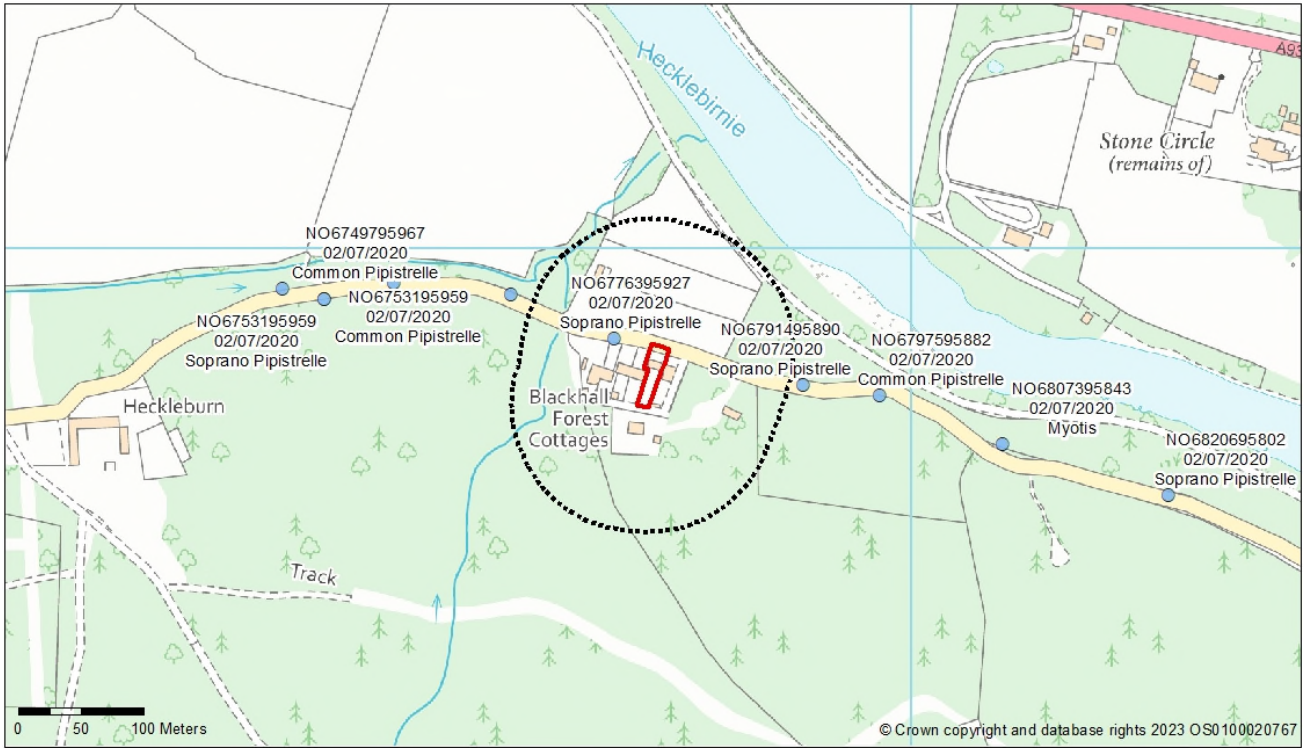 Hecklebirnie
A93
Stone Circle
(remains of)
NO6749795967
02/07/2020
Common Pipistrelle
NO6753195959
02/07/2020
Soprano Pipistrelle
NO6753195959
02/07/2020
Common Pipistrelle
NO6776395927
02/07/2020
Soprano Pipistrelle
NO6791495890
02/07/2020
Soprano Pipistrelle
NO6797595882
02/07/2020
Common Pipistrelle
NO6807395843
02/07/2020
Myotis
NO6820695802
02/07/2020
Soprano Pipistrelle
Heckleburn
Blackhall
Forest
Cottages
Track
0 50 100 Meters
© Crown copyright and database rights 2023 OS0100020767